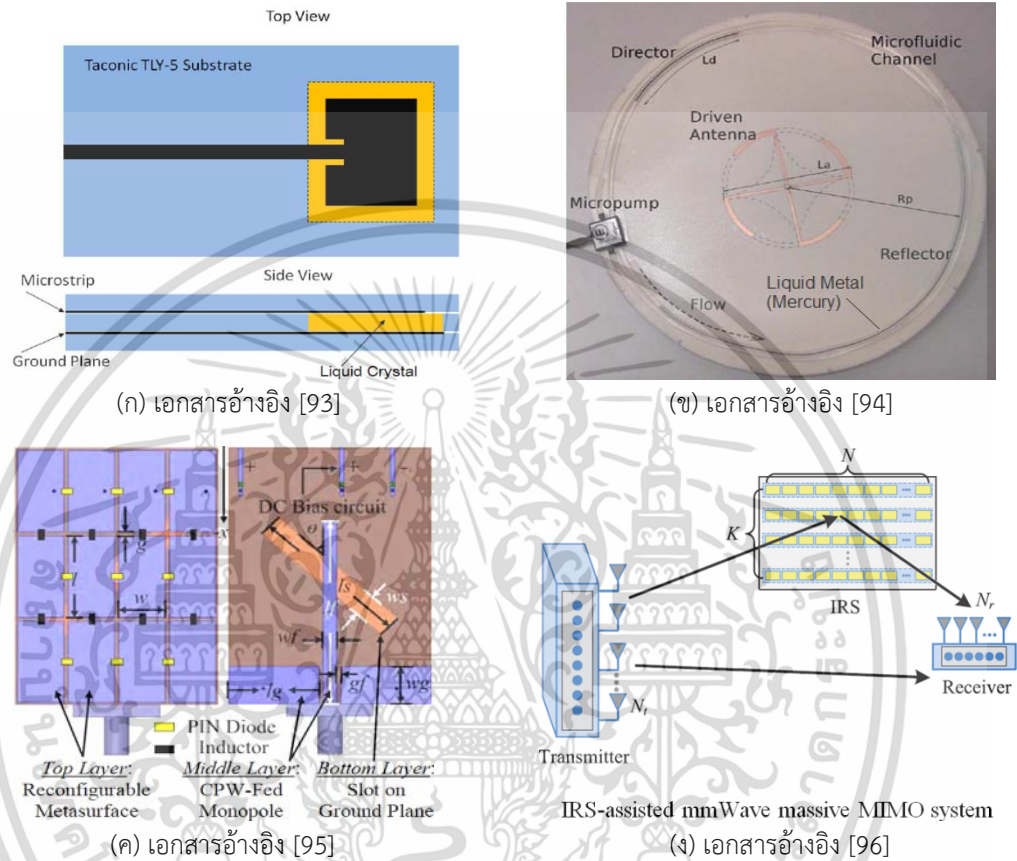 Top View
Taconic TLY-5 Substrate
Side View
Microstrip
Ground Plane
Liquid Crystal
(ก) เอกสารอ้างอิง [93]
Director
Ld
Microfluidic
Channel
Driven
Antenna
La
Rp
Micropump
Reflector
Flow
Liquid Metal
(Mercury)
(ข) เอกสารอ้างอิง [94]
DC Bias circuit
+ + -
x
g
l
w
θ
ls
ws
wf
lg
gf
wg
PIN Diode
Inductor
Top Layer:
Reconfigurable
Metasurface
Middle Layer:
CPW-Fed
Monopole
Bottom Layer:
Slot on
Ground Plane
(ค) เอกสารอ้างอิง [95]
N
K
IRS
Nr
Receiver
Nt
Transmitter
IRS-assisted mmWave massive MIMO system
(ง) เอกสารอ้างอิง [96]